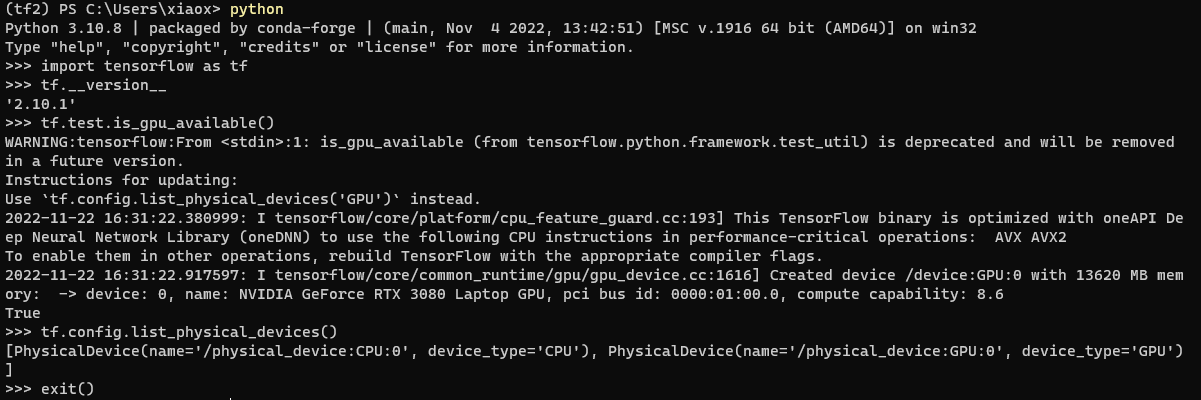 (tf2) PS C:\Users\xiaox> python
Python 3.10.8 | packaged by conda-forge | (main, Nov  4 2022, 13:42:51) [MSC v.1916 64 bit (AMD64)] on win32
Type "help", "copyright", "credits" or "license" for more information.
>>> import tensorflow as tf
>>> tf.__version__
'2.10.1'
>>> tf.test.is_gpu_available()
WARNING:tensorflow:From <stdin>:1: is_gpu_available (from tensorflow.python.framework.test_util) is deprecated and will be removed
in a future version.
Instructions for updating:
Use `tf.config.list_physical_devices('GPU')` instead.
2022-11-22 16:31:22.380999: I tensorflow/core/platform/cpu_feature_guard.cc:193] This TensorFlow binary is optimized with oneAPI De
ep Neural Network Library (oneDNN) to use the following CPU instructions in performance-critical operations:  AVX AVX2
To enable them in other operations, rebuild TensorFlow with the appropriate compiler flags.
2022-11-22 16:31:22.917597: I tensorflow/core/common_runtime/gpu/gpu_device.cc:1616] Created device /device:GPU:0 with 13620 MB mem
ory:  -> device: 0, name: NVIDIA GeForce RTX 3080 Laptop GPU, pci bus id: 0000:01:00.0, compute capability: 8.6
True
>>> tf.config.list_physical_devices()
[PhysicalDevice(name='/physical_device:CPU:0', device_type='CPU'), PhysicalDevice(name='/physical_device:GPU:0', device_type='GPU')
]
>>> exit()